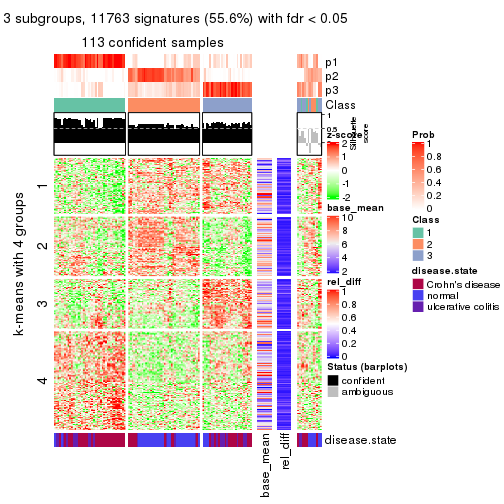 3 subgroups, 11763 signatures (55.6%) with fdr < 0.05
113 confident samples
p1
p2
p3
Class
1
0.5
0
Silhouette
score
k-means with 4 groups
1
2
3
4
z-score
2
1
0
-1
-2
base_mean
10
8
6
4
2
rel_diff
1
0.8
0.6
0.4
0.2
0
Status (barplots)
confident
ambiguous
Prob
1
0.8
0.6
0.4
0.2
0
Class
1
2
3
disease.state
Crohn's disease
normal
ulcerative colitis
disease.state
base_mean
rel_diff